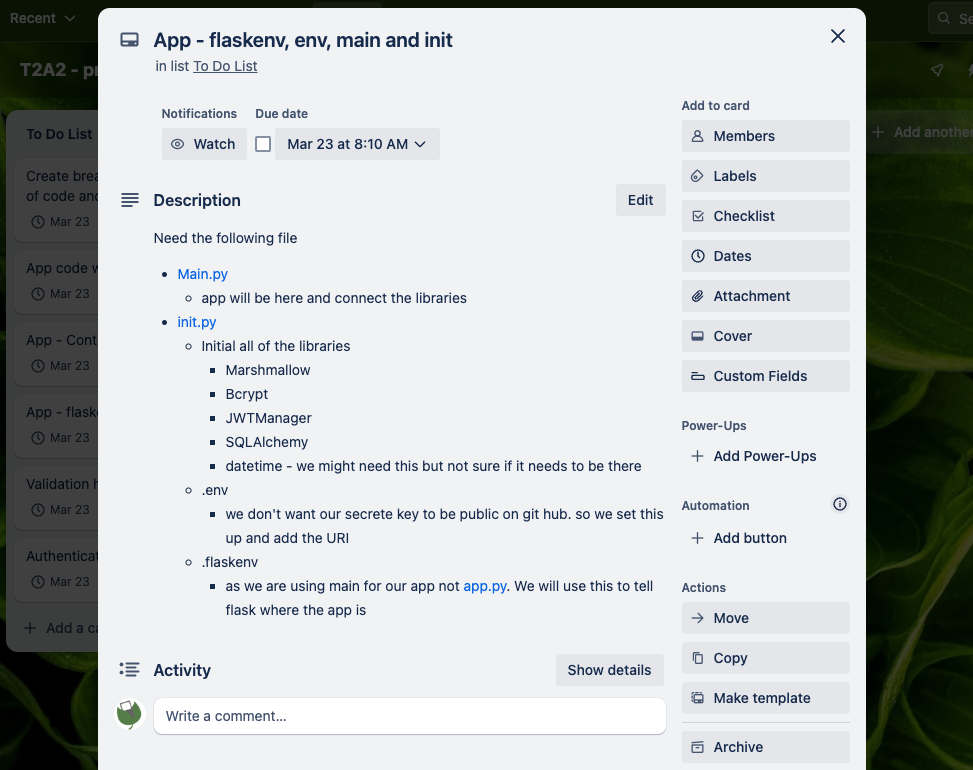 Recent
Se
App - flaskenv, env, main and init
in list To Do List
T2A2 - pr
Notifications
Due date
Watch
Mar 23 at 8:10 AM
Description
Edit
Need the following file
Main.py
app will be here and connect the libraries
init.py
Initial all of the libraries
Marshmallow
Bcrypt
JWTManager
SQLAlchemy
datetime - we might need this but not sure if it needs to be there
.env
we don't want our secrete key to be public on git hub. so we set this
up and add the URI
.flaskenv
as we are using main for our app not app.py. We will use this to tell
flask where the app is
Activity
Show details
Write a comment...
Add to card
Members
Labels
Checklist
Dates
Attachment
Cover
Custom Fields
Power-Ups
Add Power-Ups
Automation
Add button
Actions
Move
Copy
Make template
Archive
To Do List
Create brea
of code and
Mar 23
App code w
Mar 23
App - Cont
Mar 23
App - flaske
Mar 23
Validation h
Mar 23
Authenticat
Mar 23
Add a ca
Add another